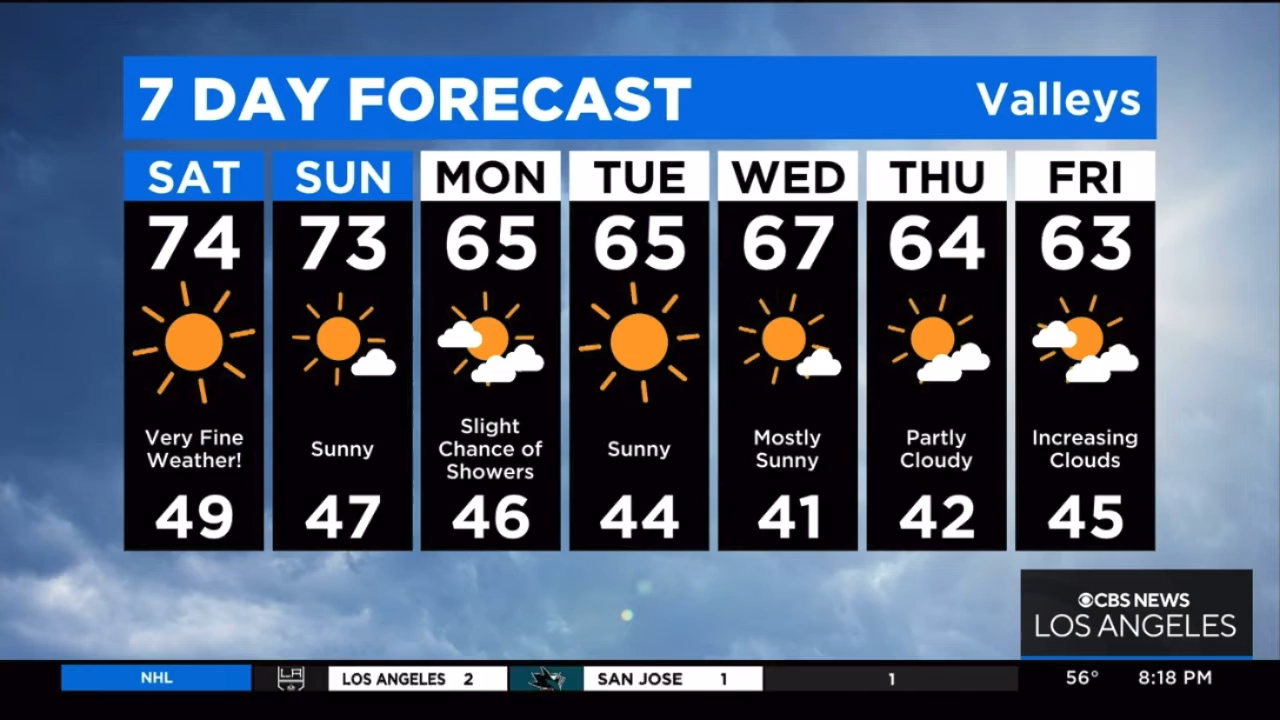 7 DAY FORECAST
Valleys
SAT
74
Very Fine
Weather!
49
SUN
73
Sunny
47
MON
65
Slight
Chance of
Showers
46
TUE
65
Sunny
44
WED
67
Mostly
Sunny
41
THU
64
Partly
Cloudy
42
FRI
63
Increasing
Clouds
45
CBS NEWS
LOS ANGELES
NHL LA LOS ANGELES 2 SAN JOSE 1 1 56° 8:18 PM